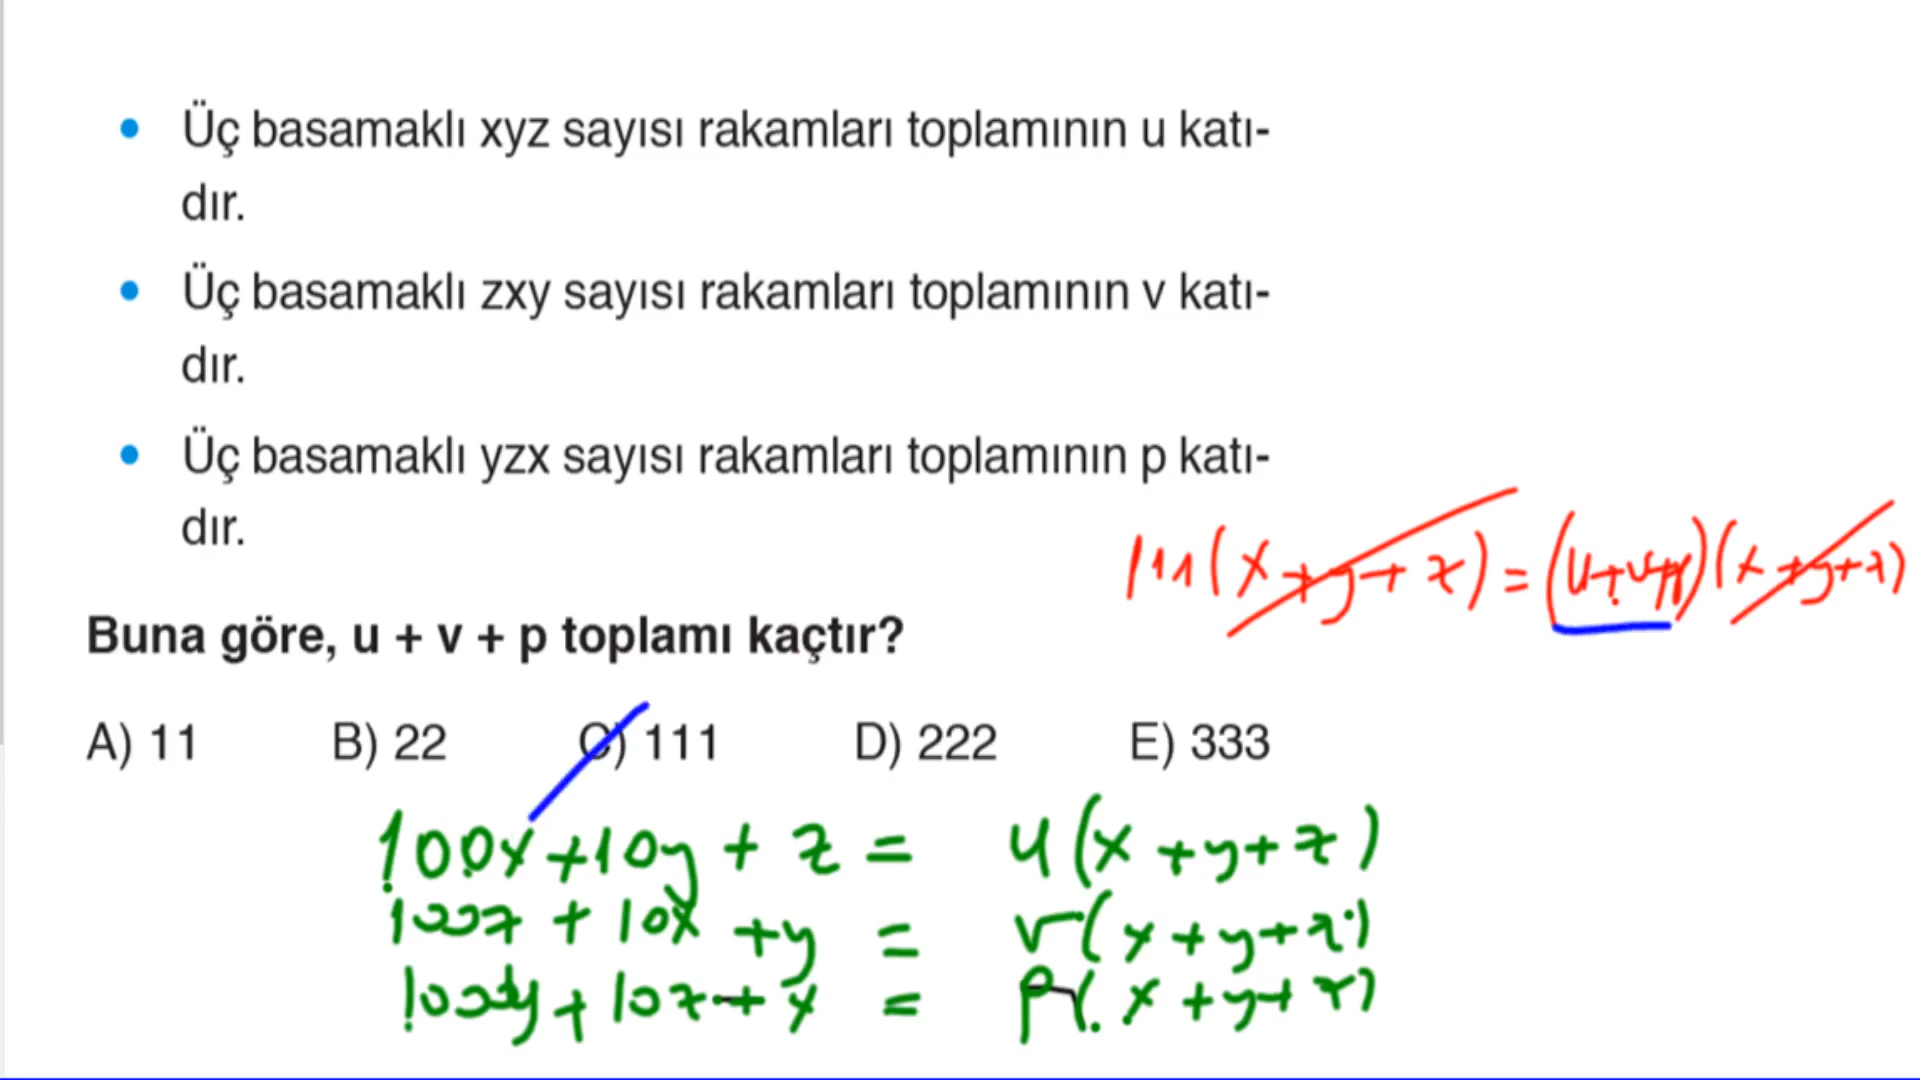 Üç basamaklı xyz sayısı rakamları toplamının u katı-
dır.
Üç basamaklı zxy sayısı rakamları toplamının v katı-
dır.
Üç basamaklı yzx sayısı rakamları toplamının p katı-
dır.
111(x+y+z)=(u+v+p)(x+y+z)
Buna göre, u + v + p toplamı kaçtır?
A) 11 B) 22 C) 111 D) 222 E) 333
100x+10y+z = u(x+y+z)
100z+10x+y = v(x+y+z)
100y+10z+x = p(x+y+z)